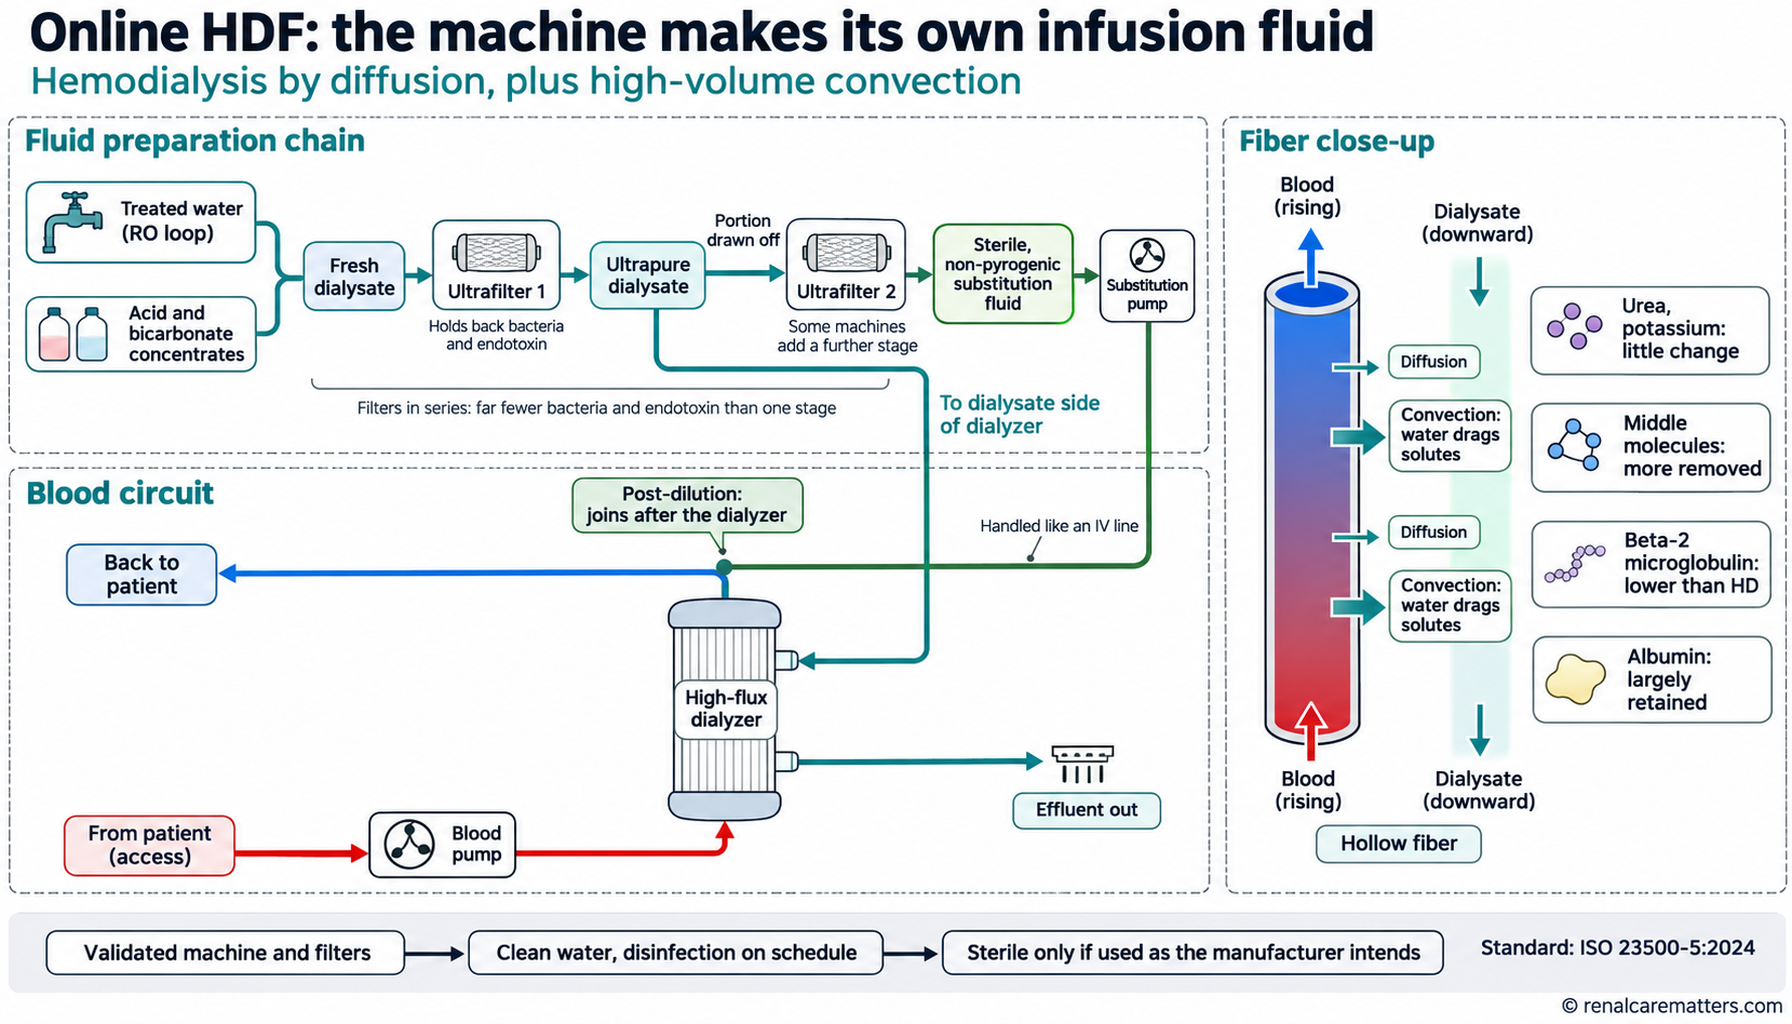 Online HDF: the machine makes its own infusion fluid
Hemodialysis by diffusion, plus high-volume convection
Fluid preparation chain
Treated water
(RO loop)
Acid and
bicarbonate
concentrates
Fresh
dialysate
Ultrafilter 1
Holds back bacteria
and endotoxin
Ultrapure
dialysate
Portion
drawn off
Ultrafilter 2
Some machines
add a further stage
Sterile,
non-pyrogenic
substitution
fluid
Substitution
pump
Filters in series: far fewer bacteria and endotoxin than one stage
To dialysate side
of dialyzer
Blood circuit
Post-dilution:
joins after the dialyzer
Handled like an IV line
Back to
patient
High-flux
dialyzer
Effluent out
From patient
(access)
Blood
pump
Fiber close-up
Blood
(rising)
Dialysate
(downward)
Diffusion
Convection:
water drags
solutes
Diffusion
Convection:
water drags
solutes
Blood
(rising)
Dialysate
(downward)
Hollow fiber
Urea,
potassium:
little change
Middle
molecules:
more removed
Beta-2
microglobulin:
lower than HD
Albumin:
largely
retained
Validated machine and filters
Clean water, disinfection on schedule
Sterile only if used as the manufacturer intends
Standard: ISO 23500-5:2024
© renalcarematters.com